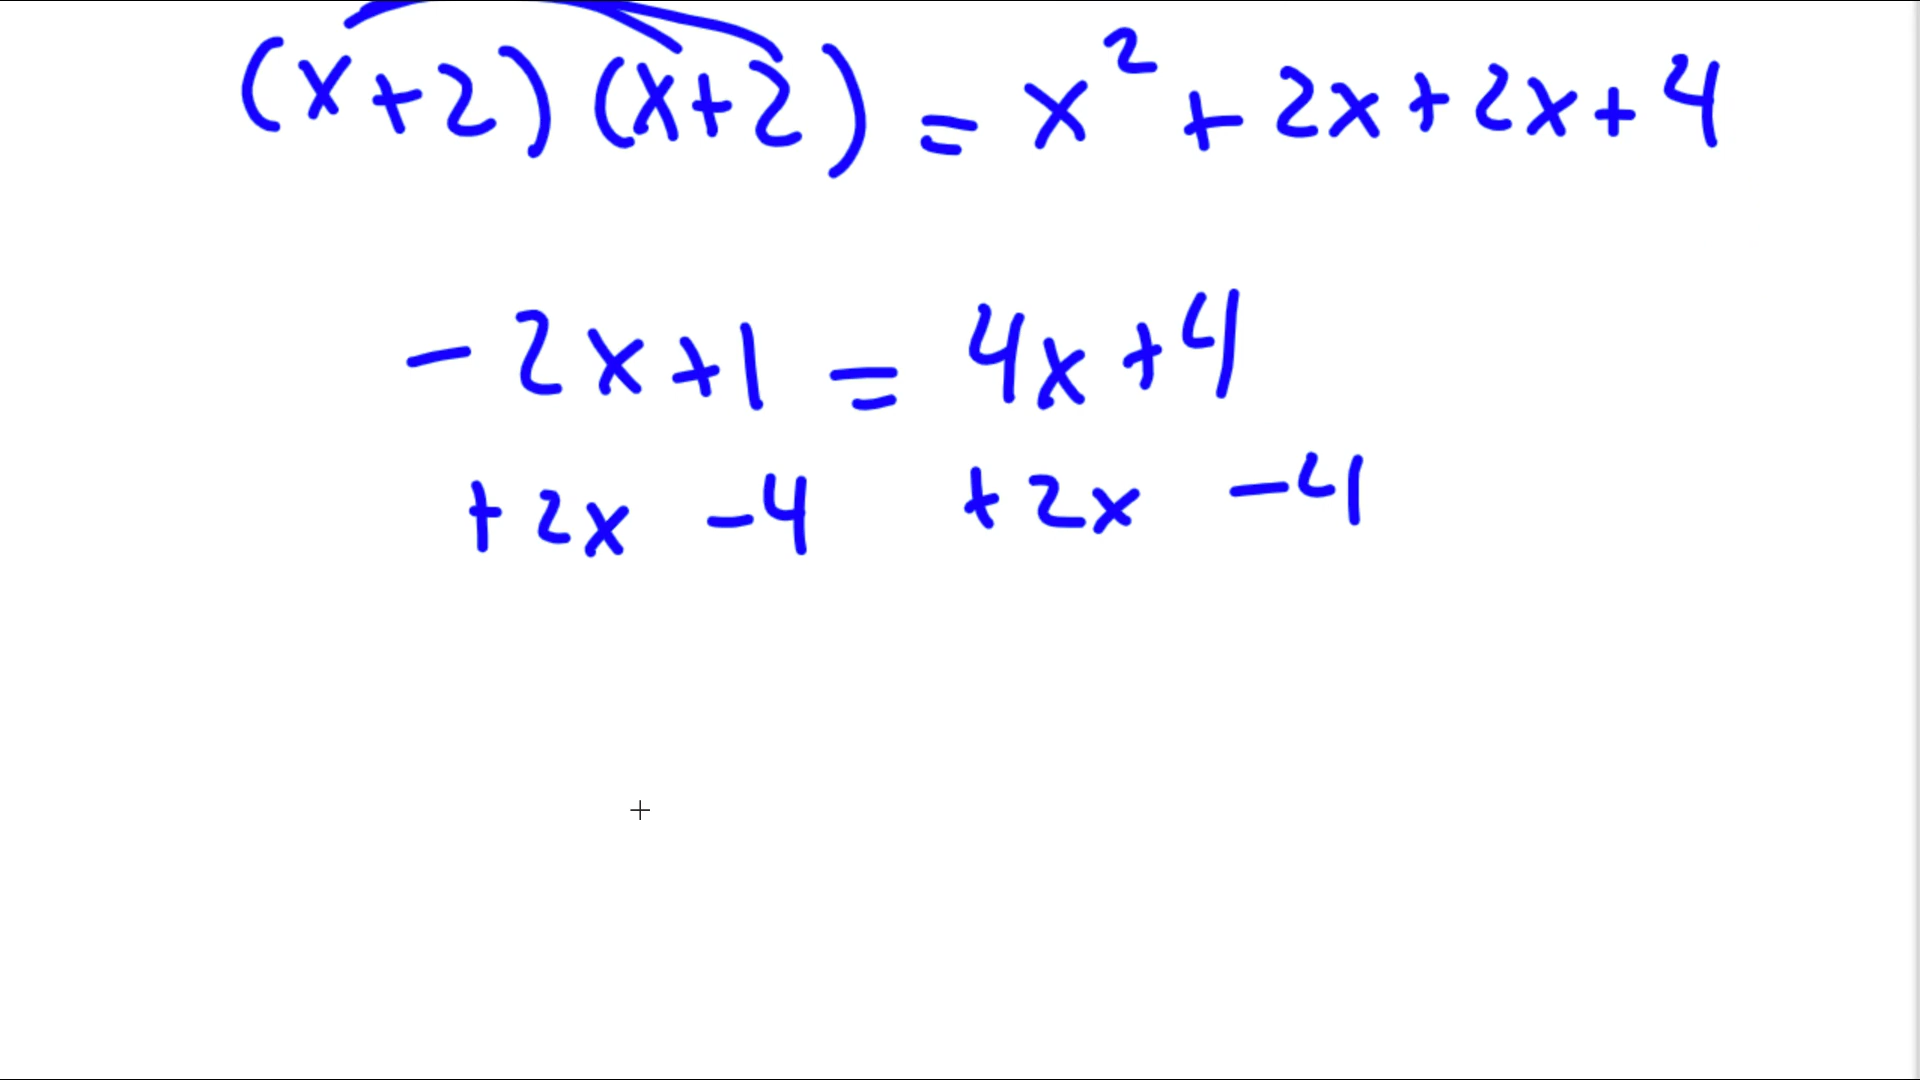 (x+2)(x+2) = x² + 2x + 2x + 4
-2x+1 = 4x+4
+2x -4 +2x -4